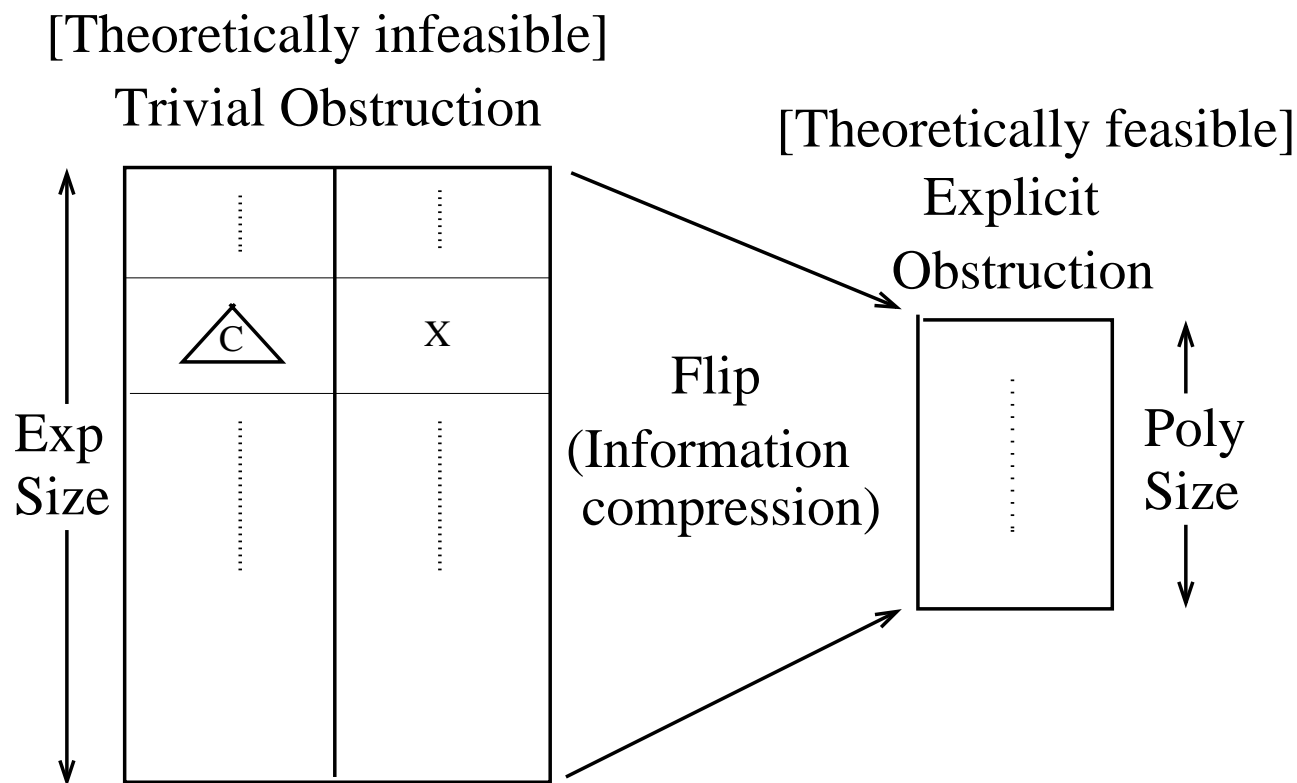 [Theoretically infeasible]
Trivial Obstruction
[Theoretically feasible]
Explicit
Obstruction
C
X
Exp
Size
Flip
(Information
compression)
Poly
Size